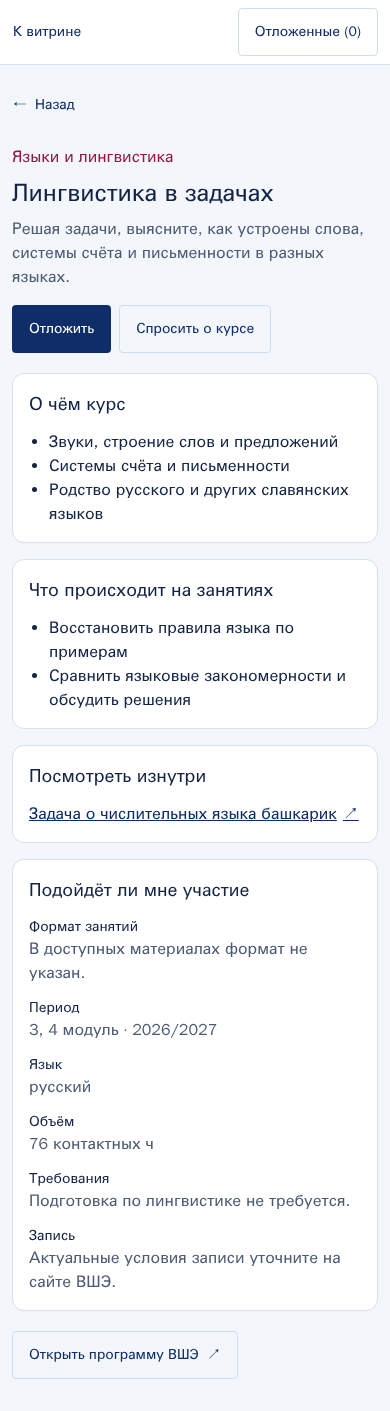 К витрине
Отложенные (0)
← Назад
Языки и лингвистика
Лингвистика в задачах
Решая задачи, выясните, как устроены слова,
системы счёта и письменности в разных
языках.
Отложить
Спросить о курсе
О чём курс
• Звуки, строение слов и предложений
• Системы счёта и письменности
• Родство русского и других славянских
языков
Что происходит на занятиях
• Восстановить правила языка по
примерам
• Сравнить языковые закономерности и
обсудить решения
Посмотреть изнутри
Задача о числительных языка башкарик ↗
Подойдёт ли мне участие
Формат занятий
В доступных материалах формат не
указан.
Период
3, 4 модуль · 2026/2027
Язык
русский
Объём
76 контактных ч
Требования
Подготовка по лингвистике не требуется.
Запись
Актуальные условия записи уточните на
сайте ВШЭ.
Открыть программу ВШЭ ↗